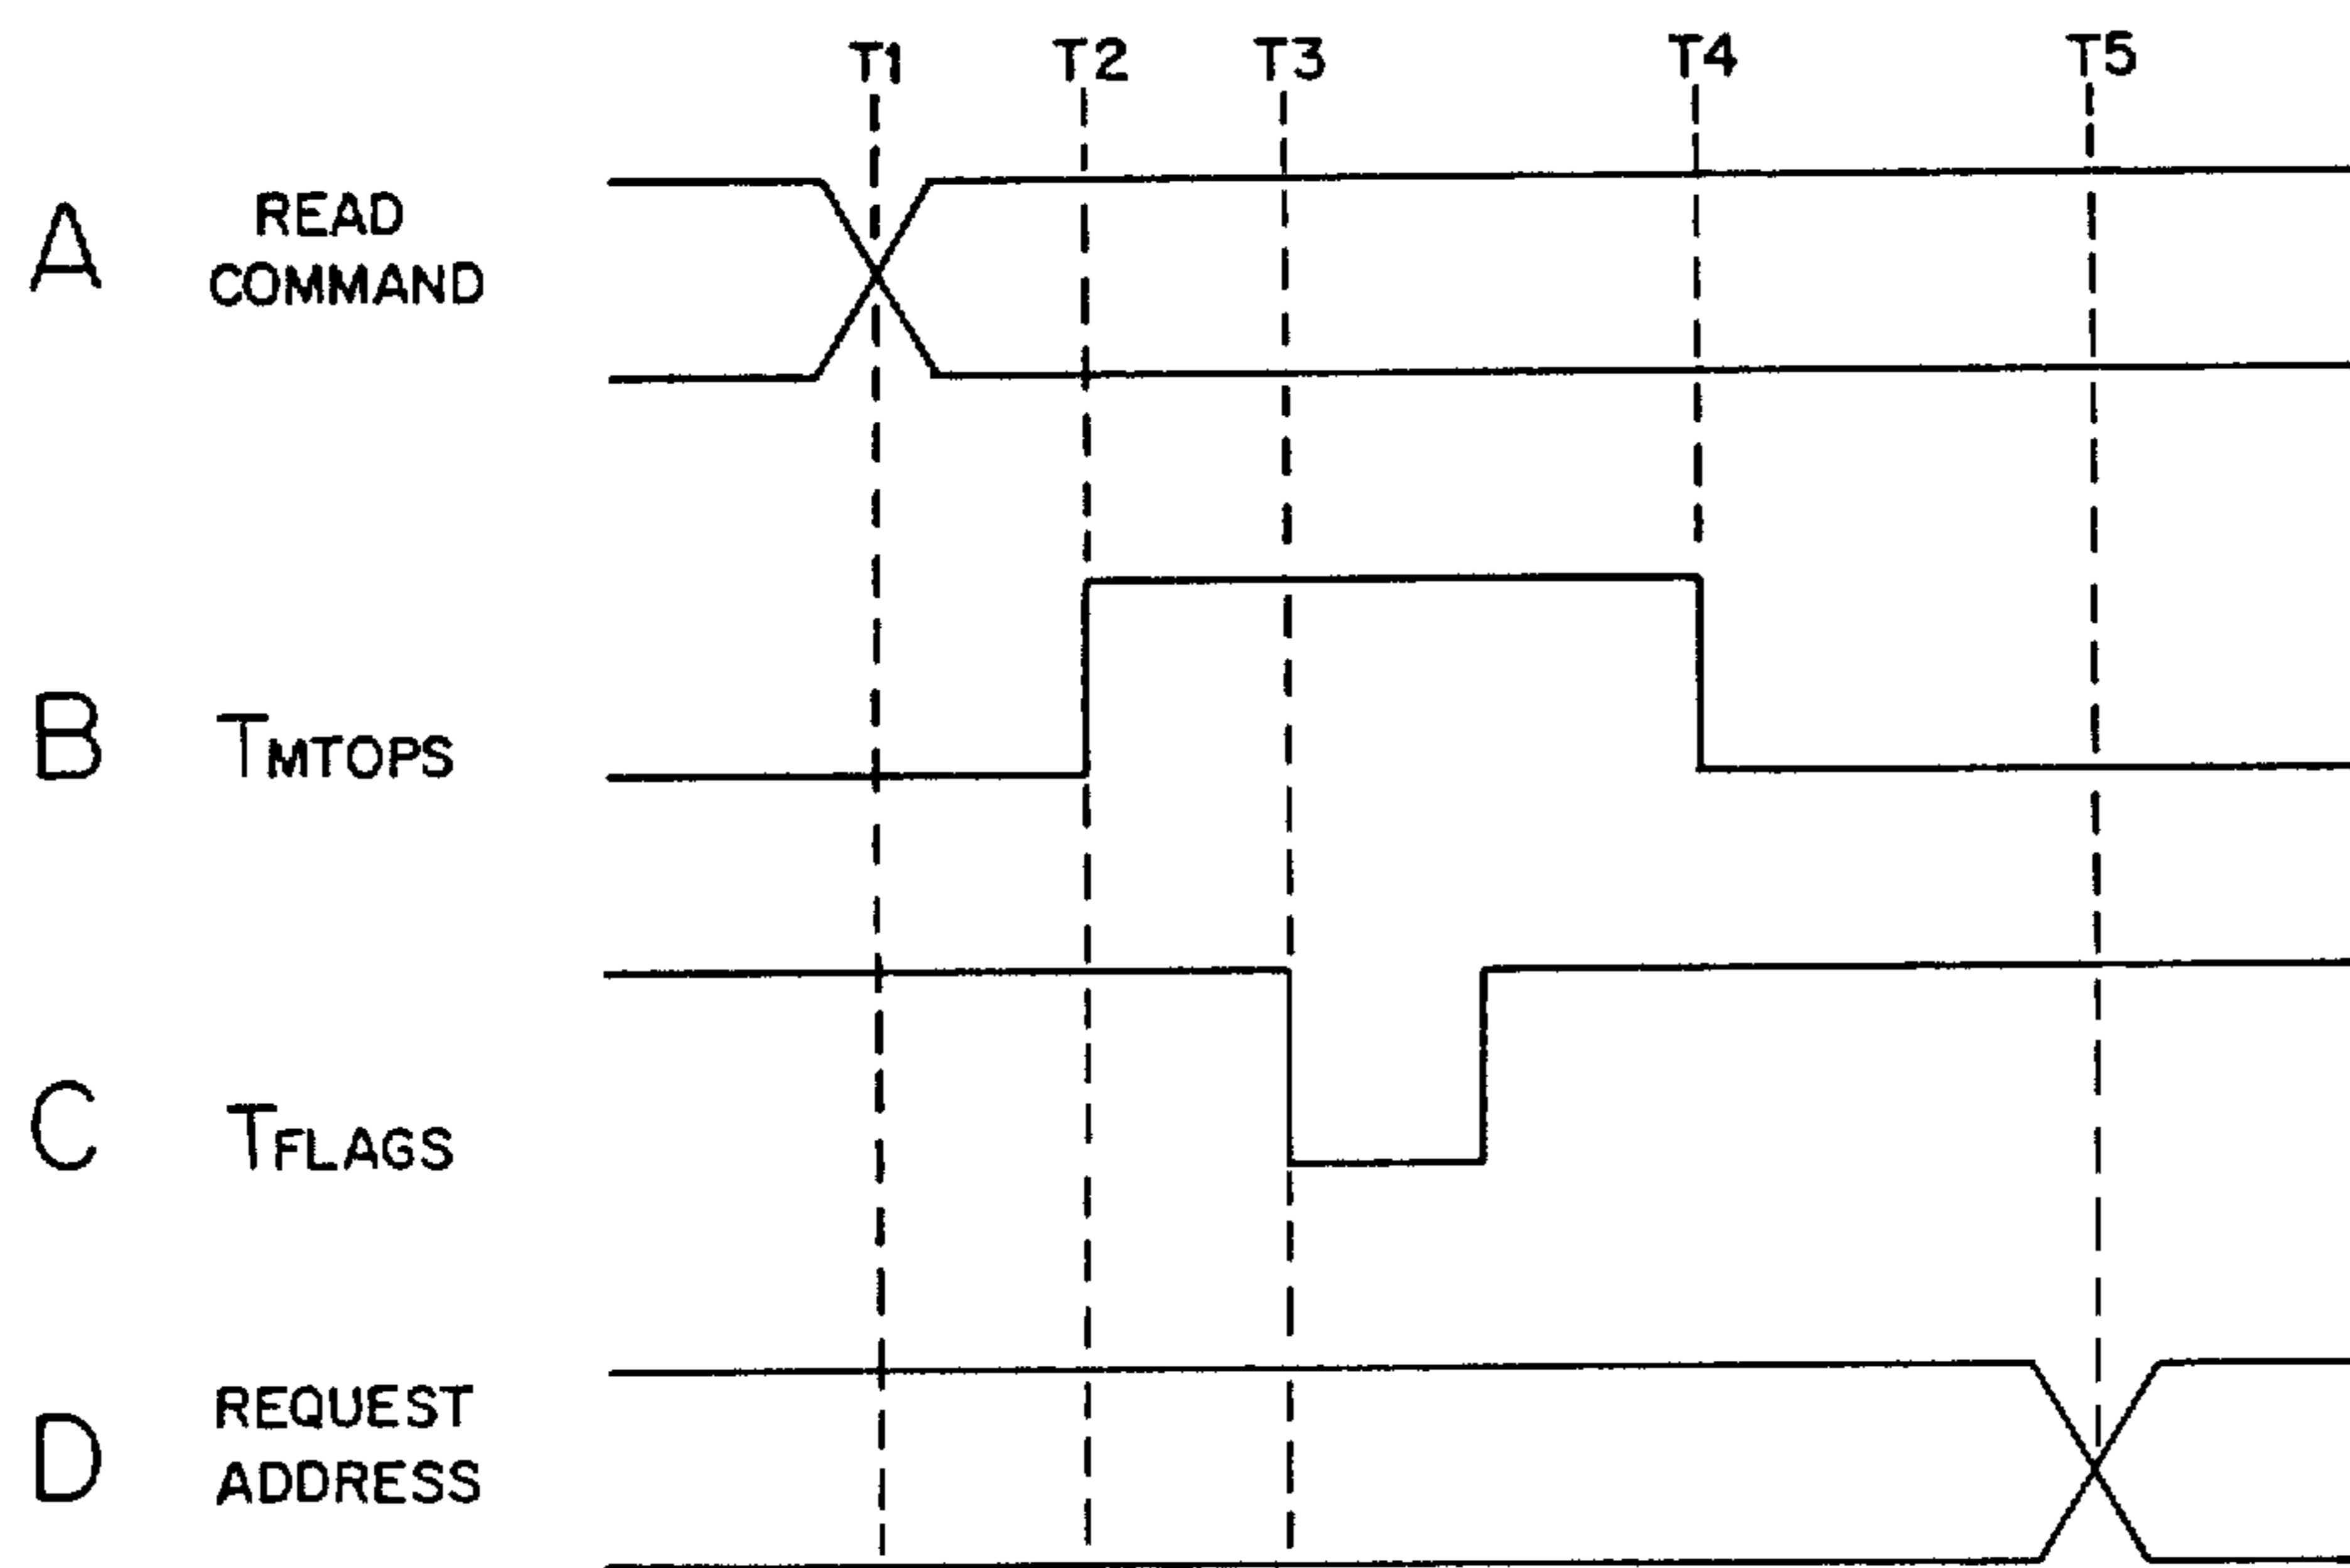 T1 T2 T3 T4 T5
A READ
COMMAND
B TMTOPS
C TFLAGS
D REQUEST
ADDRESS